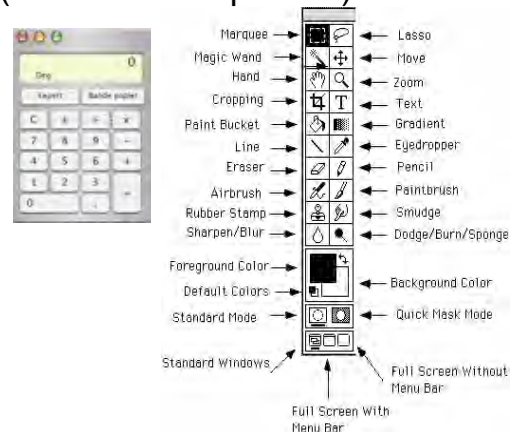 0
Deg
Expert
Bande papier
C ± ÷ ×
7 8 9 -
4 5 6 +
1 2 3 =
0 .
Marquee
Lasso
Magic Wand
Move
Hand
Zoom
Cropping
Text
T
Paint Bucket
Gradient
Line
Eyedropper
Eraser
Pencil
Airbrush
Paintbrush
Rubber Stamp
Smudge
Sharpen/Blur
Dodge/Burn/Sponge
Foreground Color
Background Color
Default Colors
Standard Mode
Quick Mask Mode
Standard Windows
Full Screen Without
Menu Bar
Full Screen With
Menu Bar